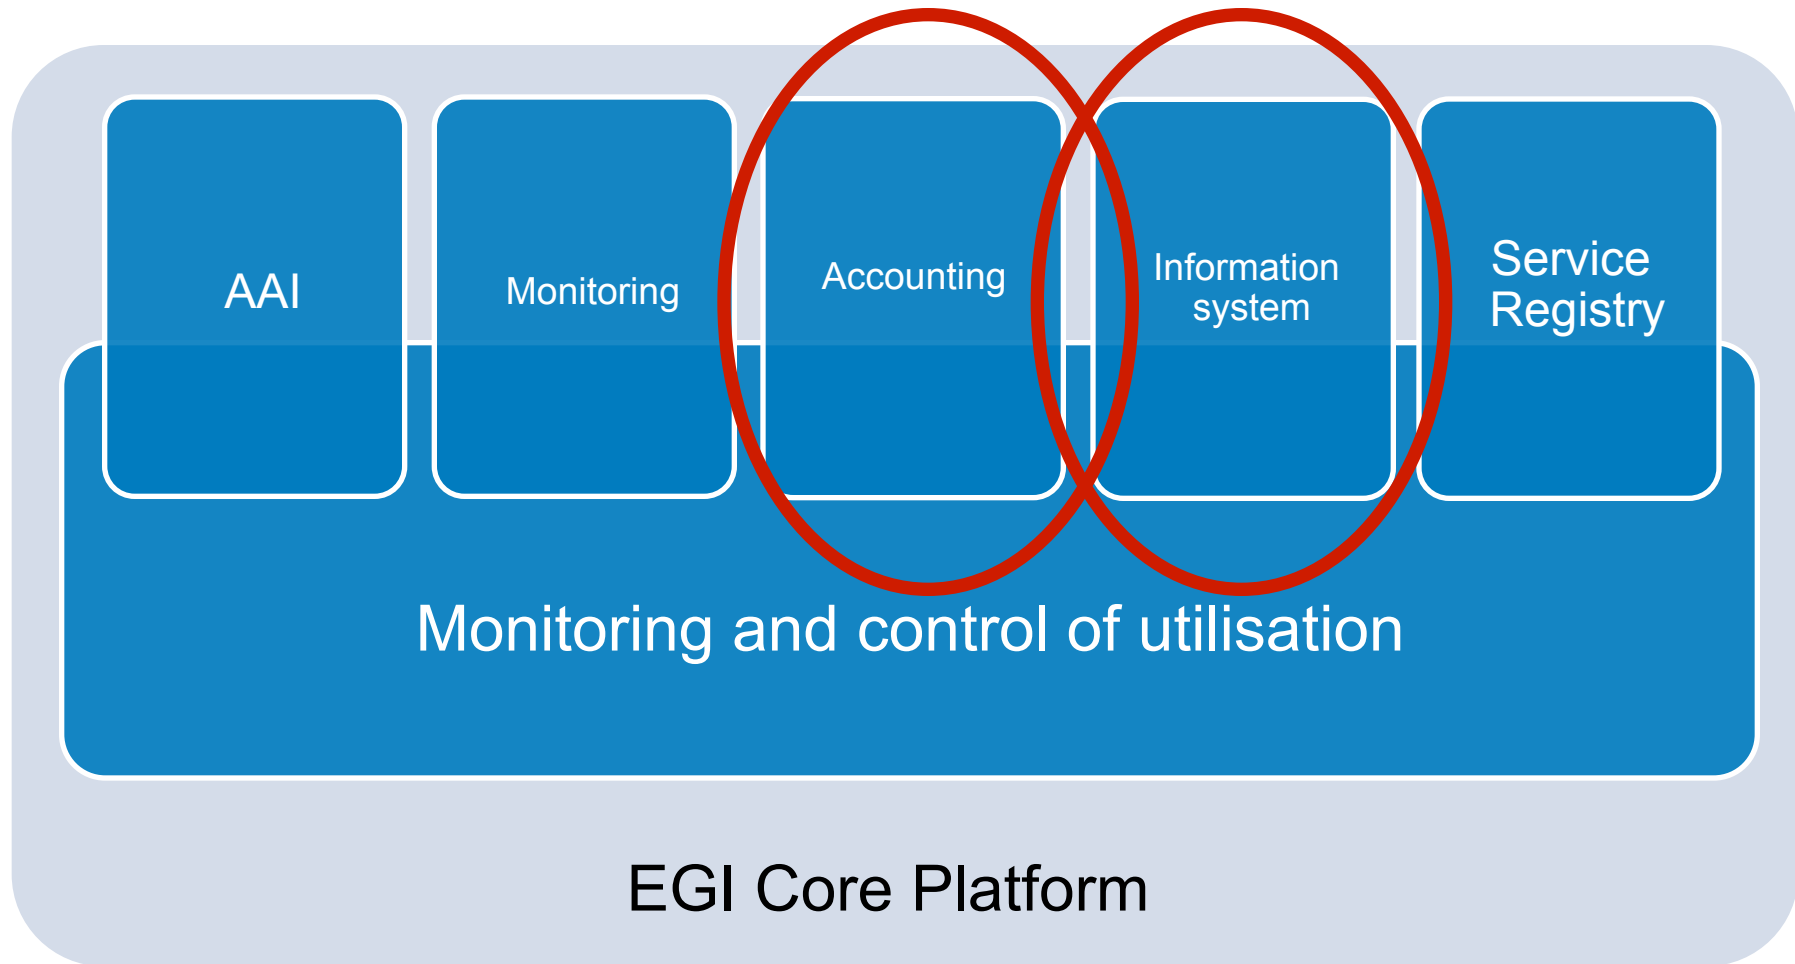 AAI
Monitoring
Accounting
Information
system
Service
Registry
Monitoring and control of utilisation
EGI Core Platform